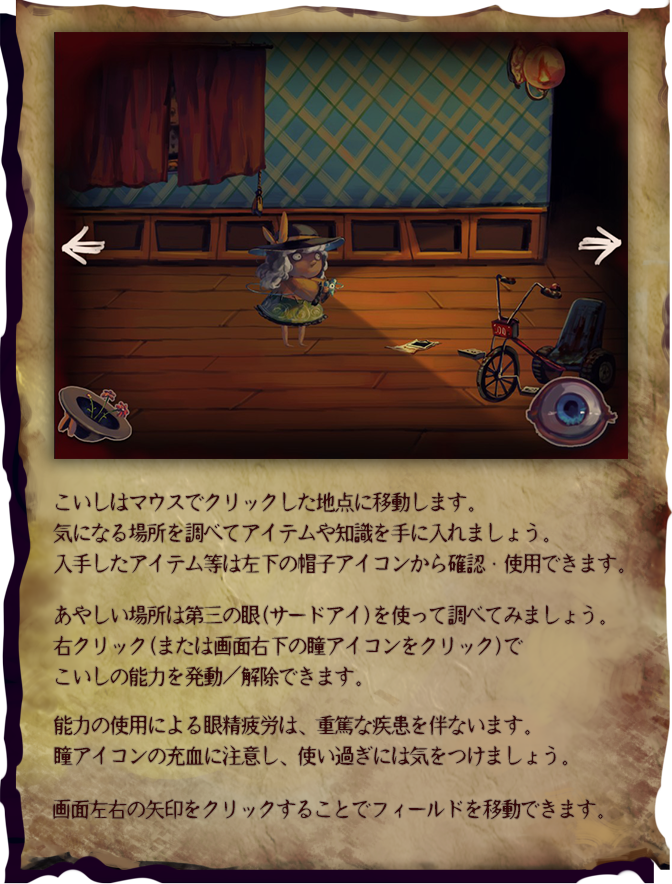 こいしはマウスでクリックした地点に移動します。
気になる場所を調べてアイテムや知識を手に入れましょう。
入手したアイテム等は左下の帽子アイコンから確認・使用できます。
あやしい場所は第三の眼(サードアイ)を使って調べてみましょう。
右クリック(または画面右下の瞳アイコンをクリック)で
こいしの能力を発動／解除できます。
能力の使用による眼精疲労は、重篤な疾患を伴ないます。
瞳アイコンの充血に注意し、使い過ぎには気をつけましょう。
画面左右の矢印をクリックすることでフィールドを移動できます。